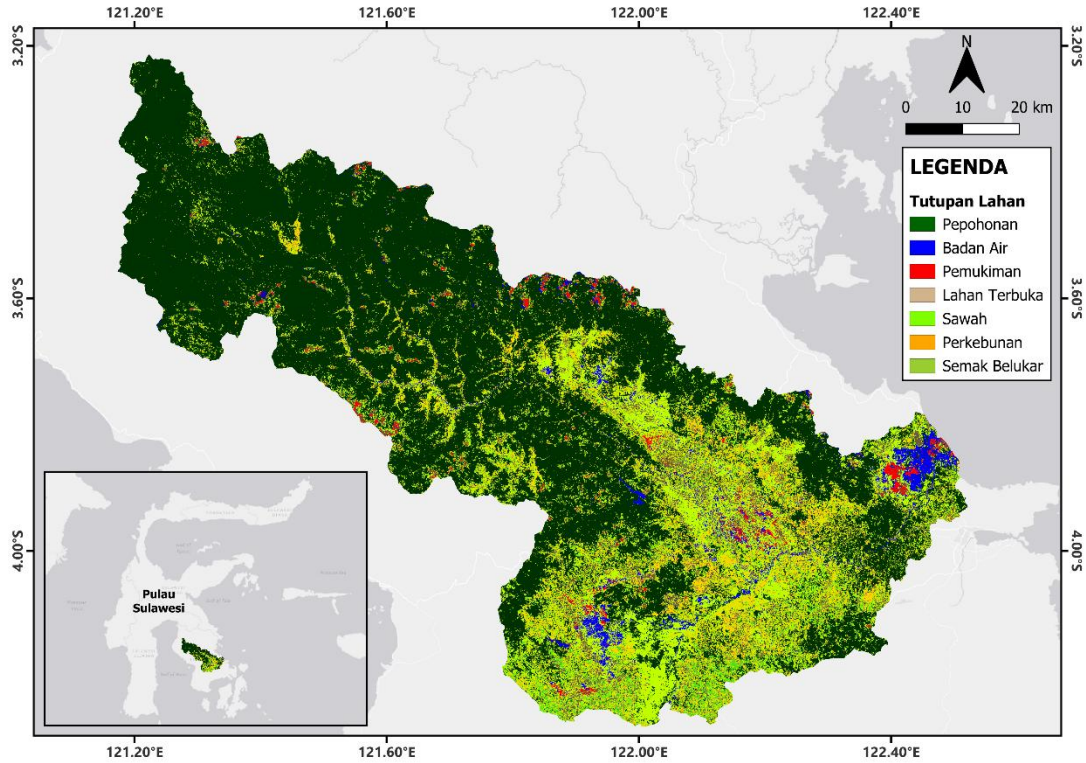 121.20°E 121.60°E 122.00°E 122.40°E
3.20°S 3.20°S
N
0 10 20 km
LEGENDA
Tutupan Lahan
Pepohonan
Badan Air
Pemukiman
Lahan Terbuka
Sawah
Perkebunan
Semak Belukar
3.60°S 3.60°S
4.00°S 4.00°S
Pulau
Sulawesi
121.20°E 121.60°E 122.00°E 122.40°E